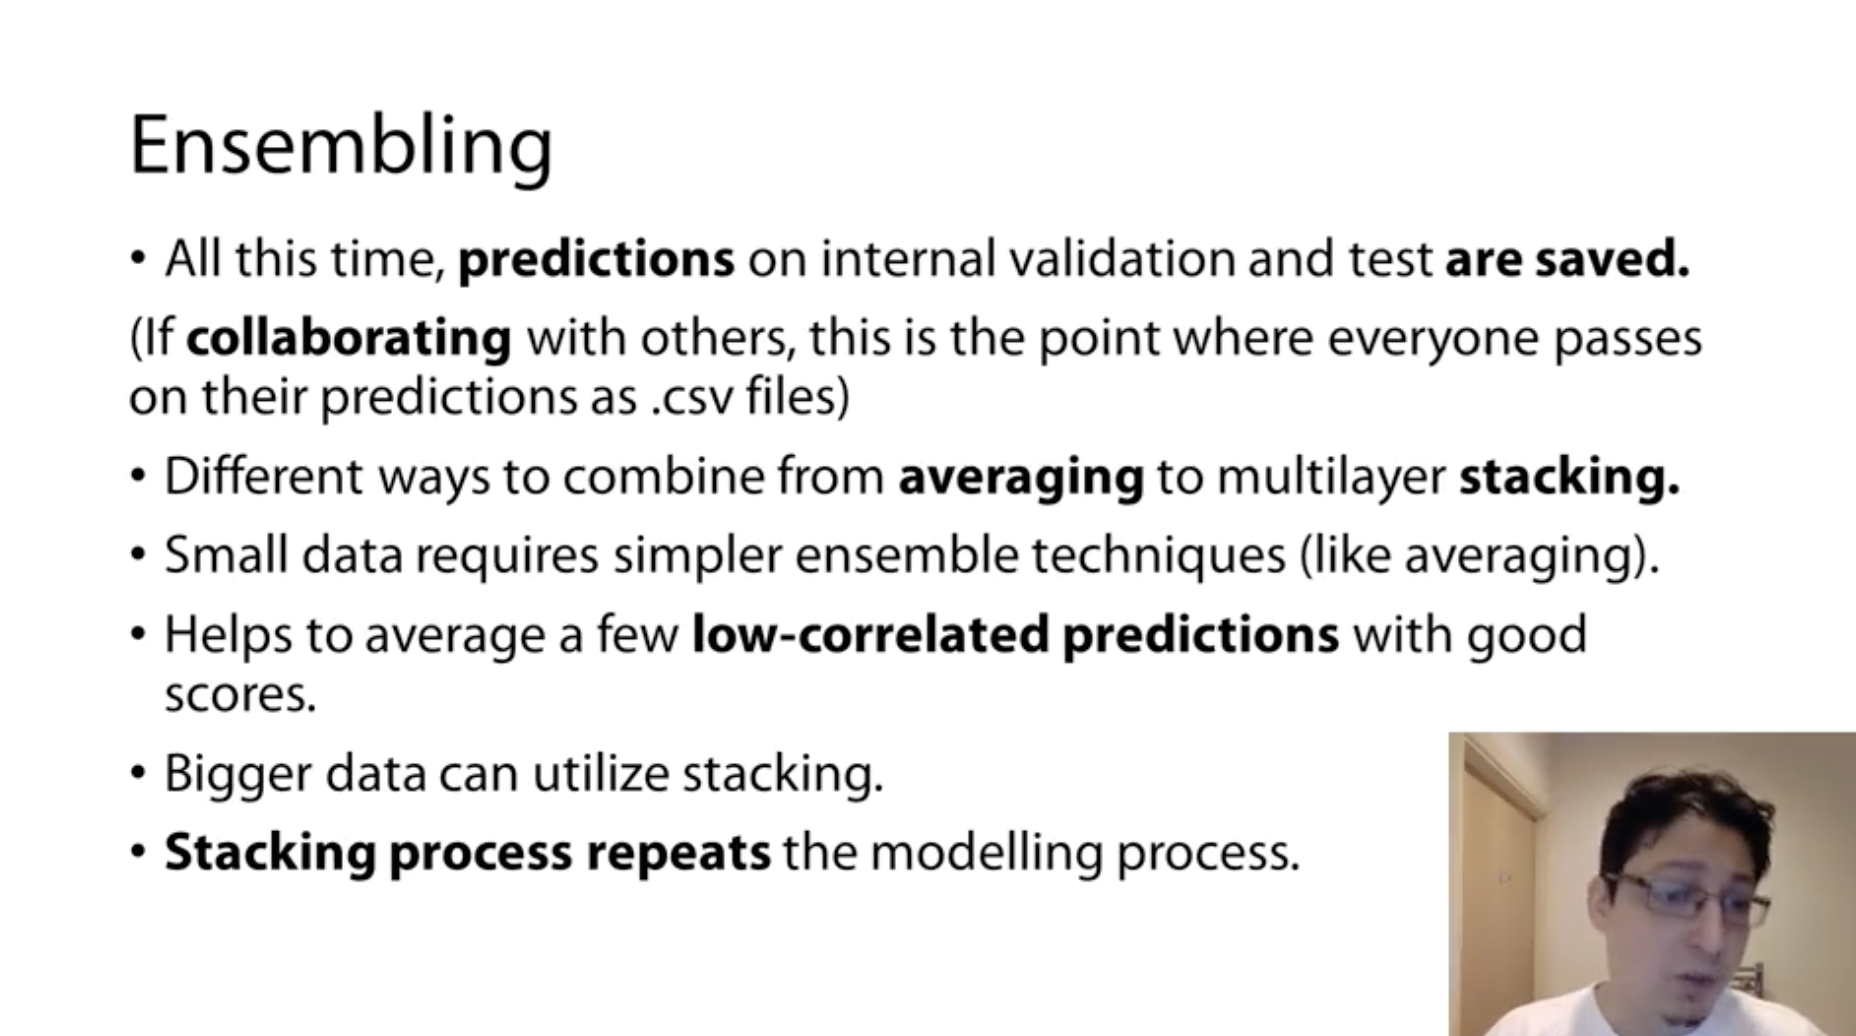 Ensembling
• All this time, predictions on internal validation and test are saved.
(If collaborating with others, this is the point where everyone passes
on their predictions as .csv files)
• Different ways to combine from averaging to multilayer stacking.
• Small data requires simpler ensemble techniques (like averaging).
• Helps to average a few low-correlated predictions with good
scores.
• Bigger data can utilize stacking.
• Stacking process repeats the modelling process.